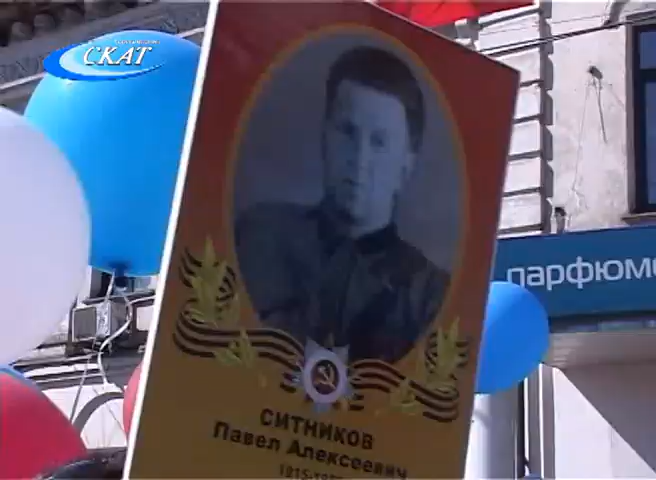 СКАТ
парфюм
СИТНИКОВ
Павел Алексеевич